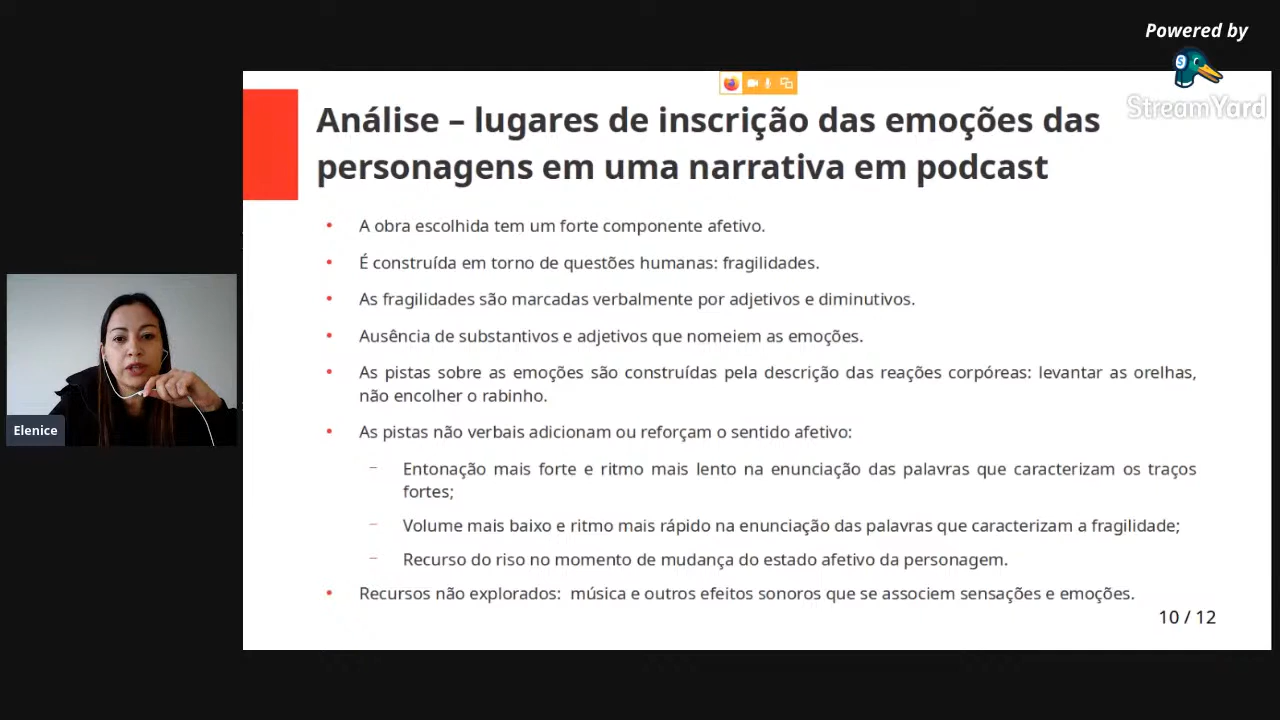 Powered by
StreamYard
Análise – lugares de inscrição das emoções das
personagens em uma narrativa em podcast
• A obra escolhida tem um forte componente afetivo.
• É construída em torno de questões humanas: fragilidades.
• As fragilidades são marcadas verbalmente por adjetivos e diminutivos.
• Ausência de substantivos e adjetivos que nomeiem as emoções.
• As pistas sobre as emoções são construídas pela descrição das reações corpóreas: levantar as orelhas,
não encolher o rabinho.
• As pistas não verbais adicionam ou reforçam o sentido afetivo:
– Entonação mais forte e ritmo mais lento na enunciação das palavras que caracterizam os traços
fortes;
– Volume mais baixo e ritmo mais rápido na enunciação das palavras que caracterizam a fragilidade;
– Recurso do riso no momento de mudança do estado afetivo da personagem.
• Recursos não explorados: música e outros efeitos sonoros que se associem sensações e emoções.
10 / 12
Elenice